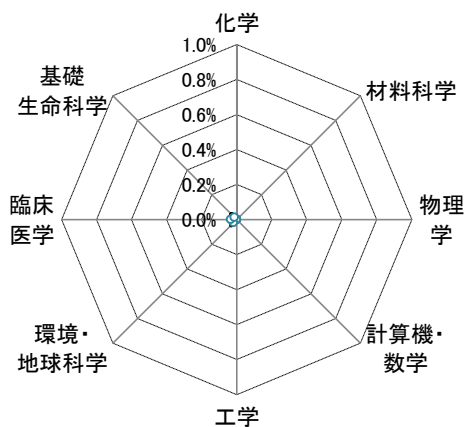 化学
1.0%
0.8%
0.6%
0.4%
0.2%
0.0%
材料科学
物理
学
計算機・
数学
工学
環境・
地球科学
臨床
医学
基礎
生命科学